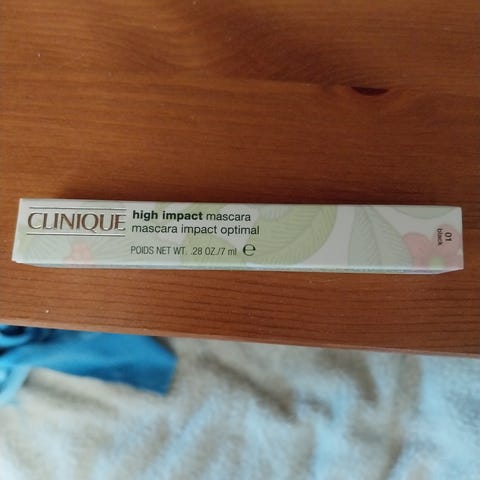 CLINIQUE
high impact mascara
mascara impact optimal
POIDS NET WT. .28 OZ./7 ml ℮
01
black